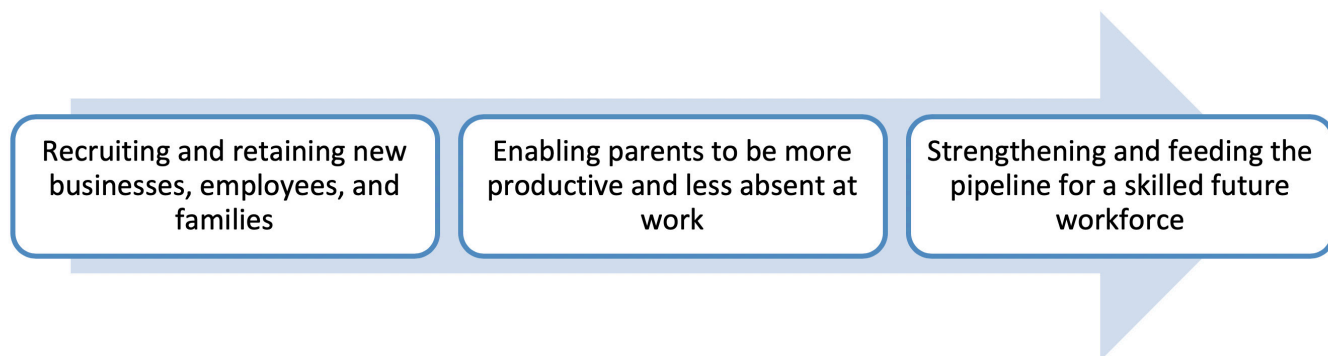 Recruiting and retaining new
businesses, employees, and
families
Enabling parents to be more
productive and less absent at
work
Strengthening and feeding the
pipeline for a skilled future
workforce